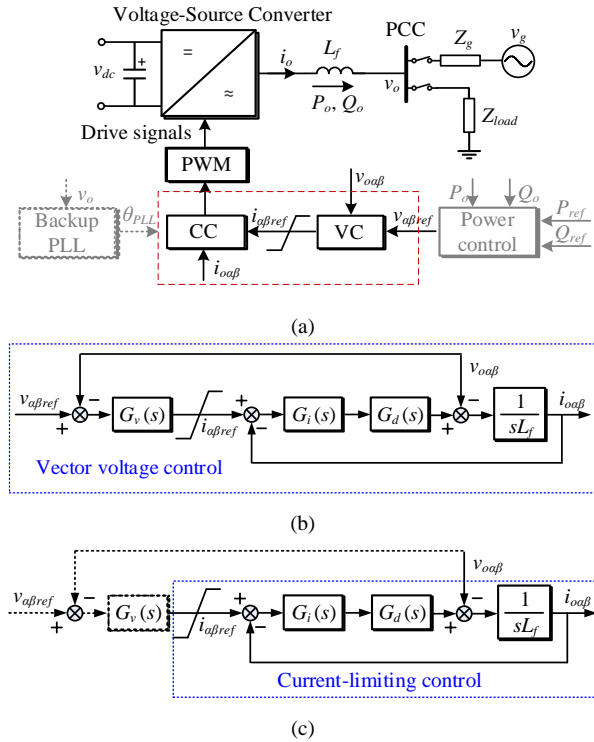 Voltage-Source Converter
v_dc
+
=
≈
i_o
L_f
P_o, Q_o
PCC
v_o
Z_g
v_g
Z_load
Drive signals
PWM
v_o
Backup
PLL
θ_PLL
CC
i_oαβ
i_αβref
v_oαβ
VC
v_αβref
P_o
Q_o
Power
control
P_ref
Q_ref
(a)
v_αβref
+
−
G_v(s)
i_αβref
+
−
G_i(s)
G_d(s)
+
−
v_oαβ
1
sL_f
i_oαβ
Vector voltage control
(b)
v_αβref
+
−
G_v(s)
i_αβref
+
−
G_i(s)
G_d(s)
+
−
v_oαβ
1
sL_f
i_oαβ
Current-limiting control
(c)